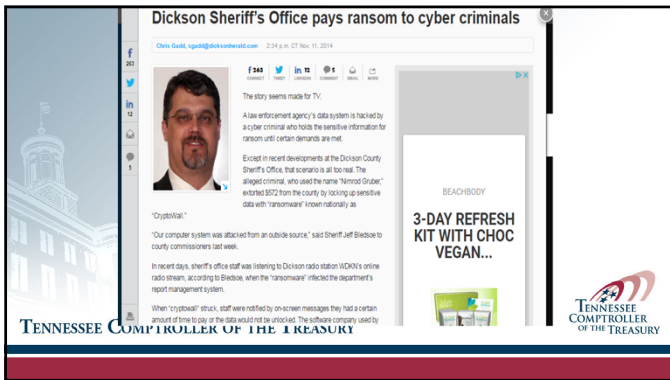 Dickson Sheriff's Office pays ransom to cyber criminals
Chris Gadd, cgadd@dicksonherald.com 2:34 p.m. CT Nov. 11, 2014
263
12
5
263
CONNECT
TWEET
12
LINKEDIN
5
COMMENT
EMAIL
MORE
The story seems made for TV.
A law enforcement agency's data system is hacked by
a cyber criminal who holds the sensitive information for
ransom until certain demands are met.
Except in recent developments at the Dickson County
Sheriff's Office, that scenario is all too real. The
alleged criminal, who used the name "Nimrod Gruber,"
extorted $572 from the county by locking up sensitive
data with "ransomware" known nationally as
"CryptoWall."
"Our computer system was attacked from an outside source," said Sheriff Jeff Bledsoe to
county commissioners last week.
In recent days, sheriff's office staff was listening to Dickson radio station WDKN's online
radio stream, according to Bledsoe, when the "ransomware" infected the department's
report management system.
When "cryptowall" struck, staff were notified by on-screen messages they had a certain
amount of time to pay or the data would not be unlocked. The software company used by
BEACHBODY
3-DAY REFRESH
KIT WITH CHOC
VEGAN...
TENNESSEE COMPTROLLER OF THE TREASURY
TENNESSEE
COMPTROLLER
OF THE TREASURY